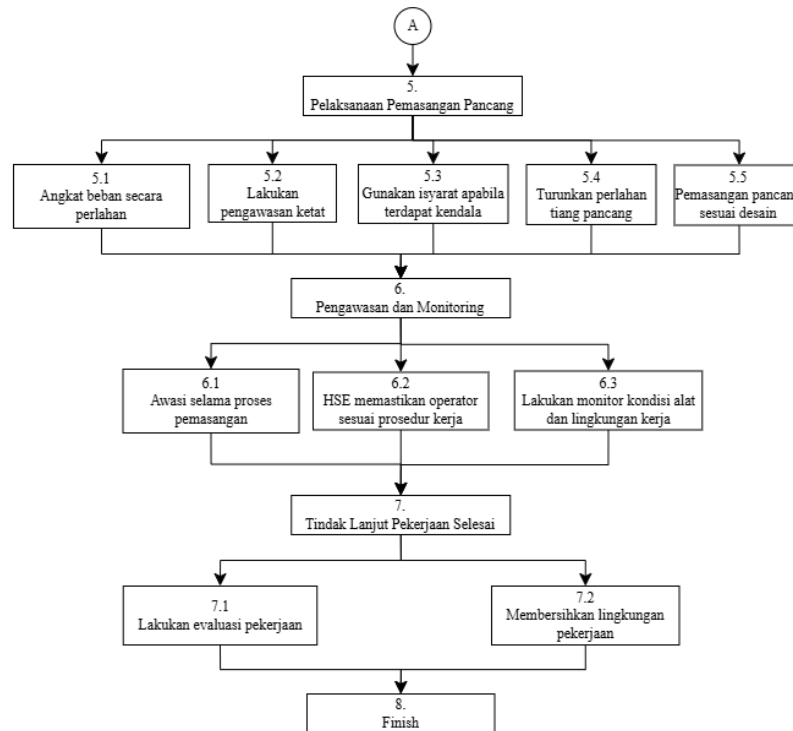 A
5.
Pelaksanaan Pemasangan Pancang
5.1
Angkat beban secara
perlahan
5.2
Lakukan
pengawasan ketat
5.3
Gunakan isyarat apabila
terdapat kendala
5.4
Turunkan perlahan
tiang pancang
5.5
Pemasangan pancan
sesuai desain
6.
Pengawasan dan Monitoring
6.1
Awasi selama proses
pemasangan
6.2
HSE memastikan operator
sesuai prosedur kerja
6.3
Lakukan monitor kondisi alat
dan lingkungan kerja
7.
Tindak Lanjut Pekerjaan Selesai
7.1
Lakukan evaluasi pekerjaan
7.2
Membersihkan lingkungan
pekerjaan
8.
Finish